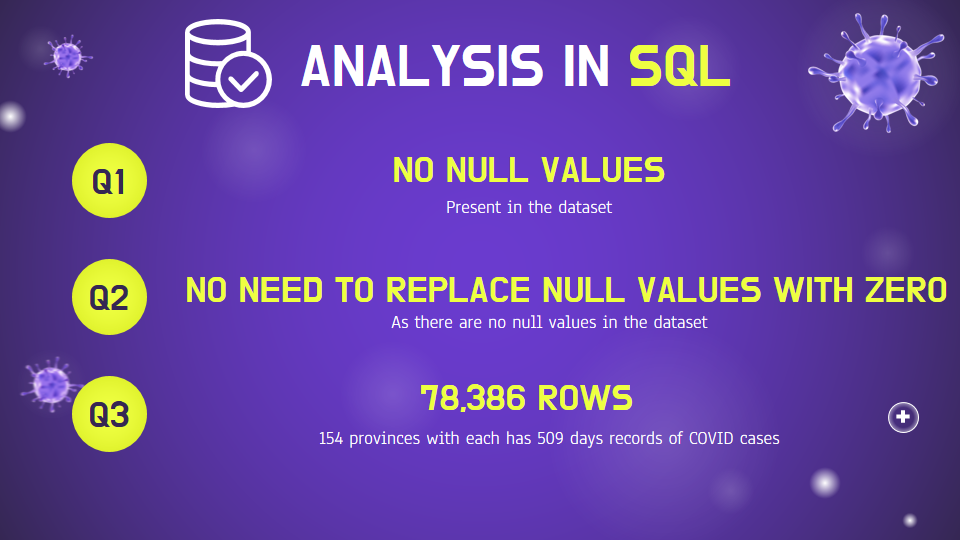 ANALYSIS IN SQL
Q1
NO NULL VALUES
Present in the dataset
Q2
NO NEED TO REPLACE NULL VALUES WITH ZERO
As there are no null values in the dataset
Q3
78,386 ROWS
154 provinces with each has 509 days records of COVID cases